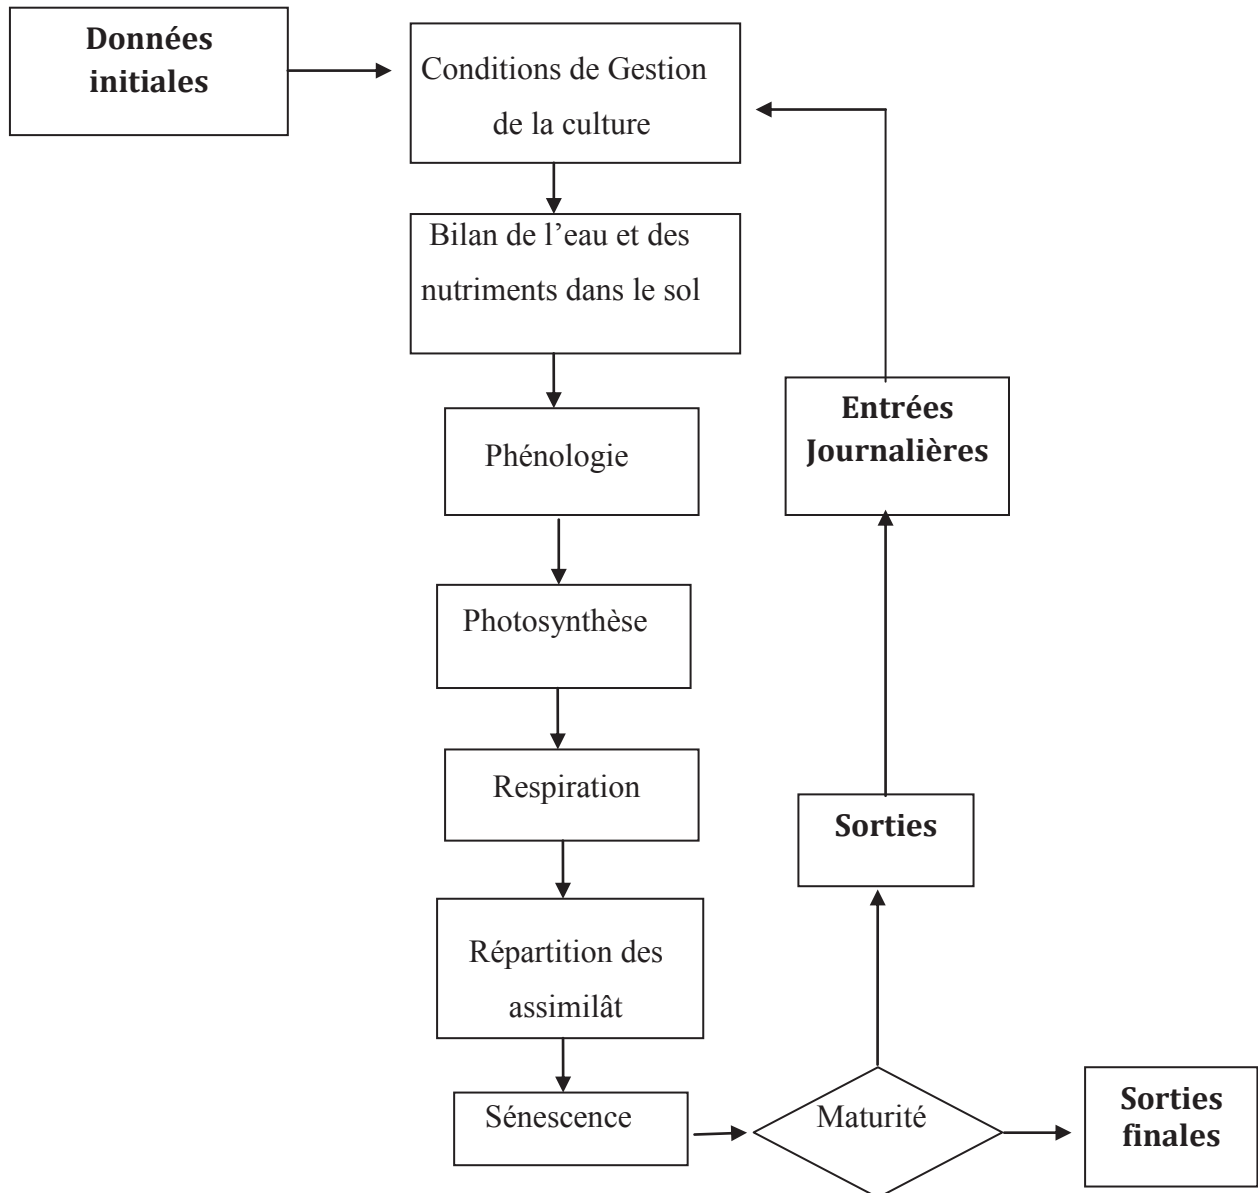 Données
initiales
Conditions de Gestion
de la culture
Bilan de l’eau et des
nutriments dans le sol
Phénologie
Photosynthèse
Respiration
Répartition des
assimilât
Sénescence
Maturité
Sorties
finales
Sorties
Entrées
Journalières